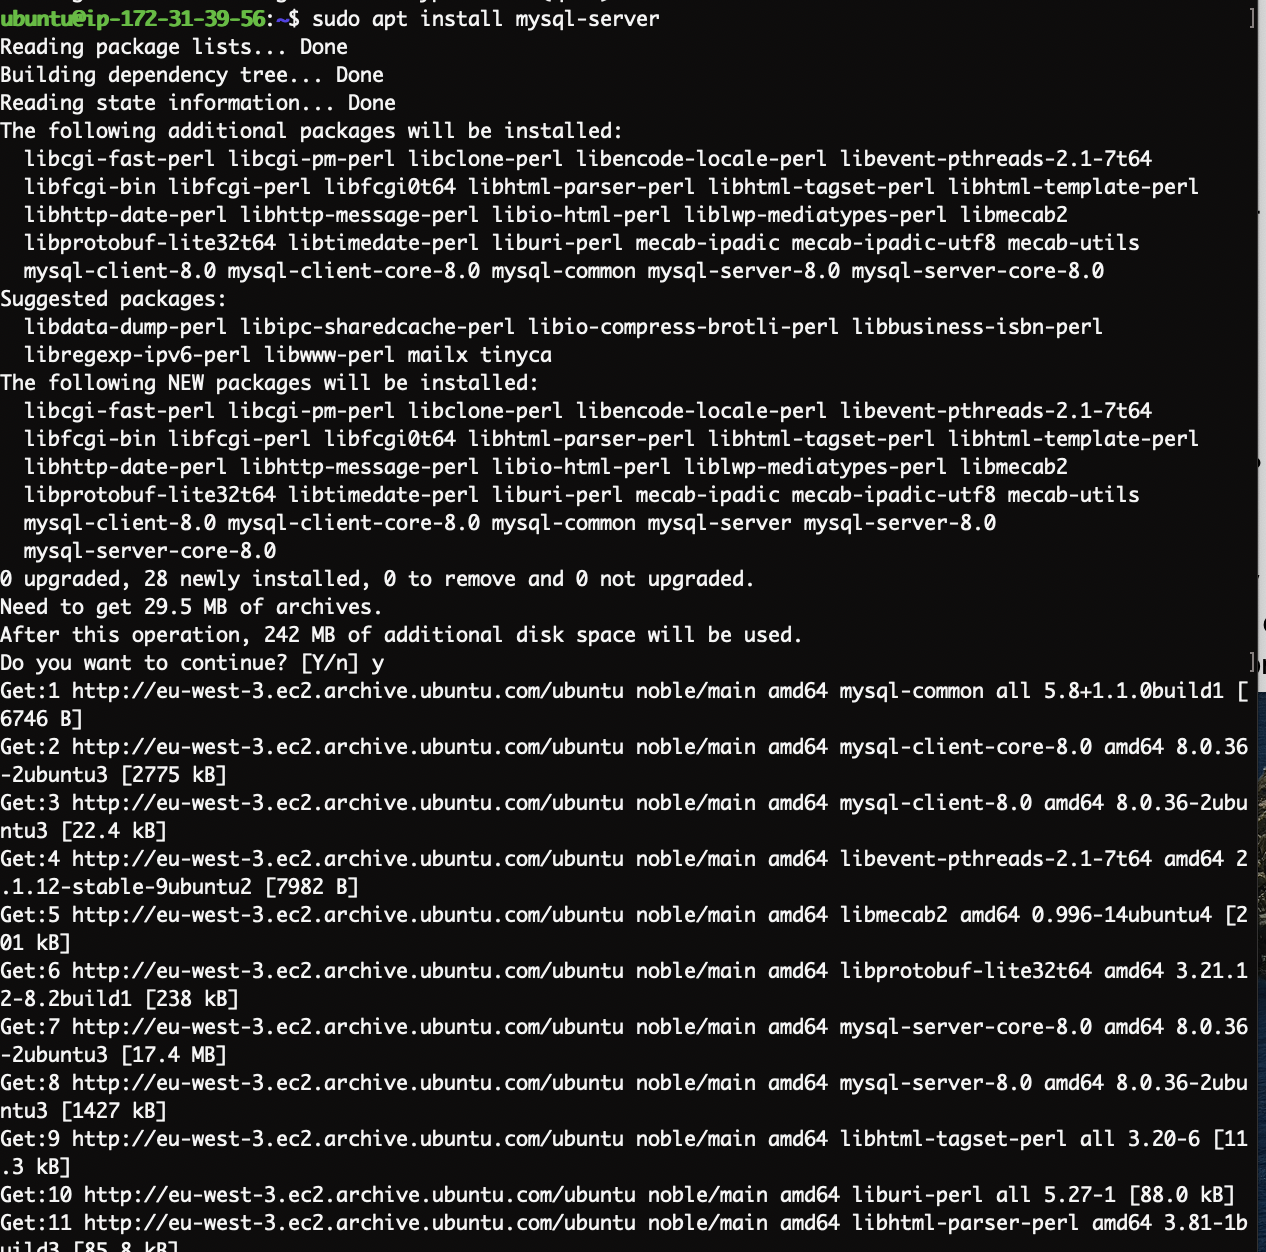 ubuntu@ip-172-31-39-56:~$ sudo apt install mysql-server
Reading package lists... Done
Building dependency tree... Done
Reading state information... Done
The following additional packages will be installed:
  libcgi-fast-perl libcgi-pm-perl libclone-perl libencode-locale-perl libevent-pthreads-2.1-7t64
  libfcgi-bin libfcgi-perl libfcgi0t64 libhtml-parser-perl libhtml-tagset-perl libhtml-template-perl
  libhttp-date-perl libhttp-message-perl libio-html-perl liblwp-mediatypes-perl libmecab2
  libprotobuf-lite32t64 libtimedate-perl liburi-perl mecab-ipadic mecab-ipadic-utf8 mecab-utils
  mysql-client-8.0 mysql-client-core-8.0 mysql-common mysql-server-8.0 mysql-server-core-8.0
Suggested packages:
  libdata-dump-perl libipc-sharedcache-perl libio-compress-brotli-perl libbusiness-isbn-perl
  libregexp-ipv6-perl libwww-perl mailx tinyca
The following NEW packages will be installed:
  libcgi-fast-perl libcgi-pm-perl libclone-perl libencode-locale-perl libevent-pthreads-2.1-7t64
  libfcgi-bin libfcgi-perl libfcgi0t64 libhtml-parser-perl libhtml-tagset-perl libhtml-template-perl
  libhttp-date-perl libhttp-message-perl libio-html-perl liblwp-mediatypes-perl libmecab2
  libprotobuf-lite32t64 libtimedate-perl liburi-perl mecab-ipadic mecab-ipadic-utf8 mecab-utils
  mysql-client-8.0 mysql-client-core-8.0 mysql-common mysql-server mysql-server-8.0
  mysql-server-core-8.0
0 upgraded, 28 newly installed, 0 to remove and 0 not upgraded.
Need to get 29.5 MB of archives.
After this operation, 242 MB of additional disk space will be used.
Do you want to continue? [Y/n] y
Get:1 http://eu-west-3.ec2.archive.ubuntu.com/ubuntu noble/main amd64 mysql-common all 5.8+1.1.0build1 [
6746 B]
Get:2 http://eu-west-3.ec2.archive.ubuntu.com/ubuntu noble/main amd64 mysql-client-core-8.0 amd64 8.0.36
-2ubuntu3 [2775 kB]
Get:3 http://eu-west-3.ec2.archive.ubuntu.com/ubuntu noble/main amd64 mysql-client-8.0 amd64 8.0.36-2ubu
ntu3 [22.4 kB]
Get:4 http://eu-west-3.ec2.archive.ubuntu.com/ubuntu noble/main amd64 libevent-pthreads-2.1-7t64 amd64 2
.1.12-stable-9ubuntu2 [7982 B]
Get:5 http://eu-west-3.ec2.archive.ubuntu.com/ubuntu noble/main amd64 libmecab2 amd64 0.996-14ubuntu4 [2
01 kB]
Get:6 http://eu-west-3.ec2.archive.ubuntu.com/ubuntu noble/main amd64 libprotobuf-lite32t64 amd64 3.21.1
2-8.2build1 [238 kB]
Get:7 http://eu-west-3.ec2.archive.ubuntu.com/ubuntu noble/main amd64 mysql-server-core-8.0 amd64 8.0.36
-2ubuntu3 [17.4 MB]
Get:8 http://eu-west-3.ec2.archive.ubuntu.com/ubuntu noble/main amd64 mysql-server-8.0 amd64 8.0.36-2ubu
ntu3 [1427 kB]
Get:9 http://eu-west-3.ec2.archive.ubuntu.com/ubuntu noble/main amd64 libhtml-tagset-perl all 3.20-6 [11
.3 kB]
Get:10 http://eu-west-3.ec2.archive.ubuntu.com/ubuntu noble/main amd64 liburi-perl all 5.27-1 [88.0 kB]
Get:11 http://eu-west-3.ec2.archive.ubuntu.com/ubuntu noble/main amd64 libhtml-parser-perl amd64 3.81-1b
uild3 [85.8 kB]